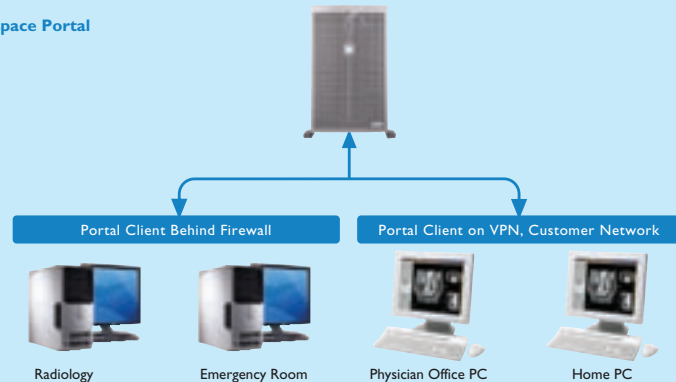 pace Portal
Portal Client Behind Firewall
Portal Client on VPN, Customer Network
Radiology
Emergency Room
Physician Office PC
Home PC